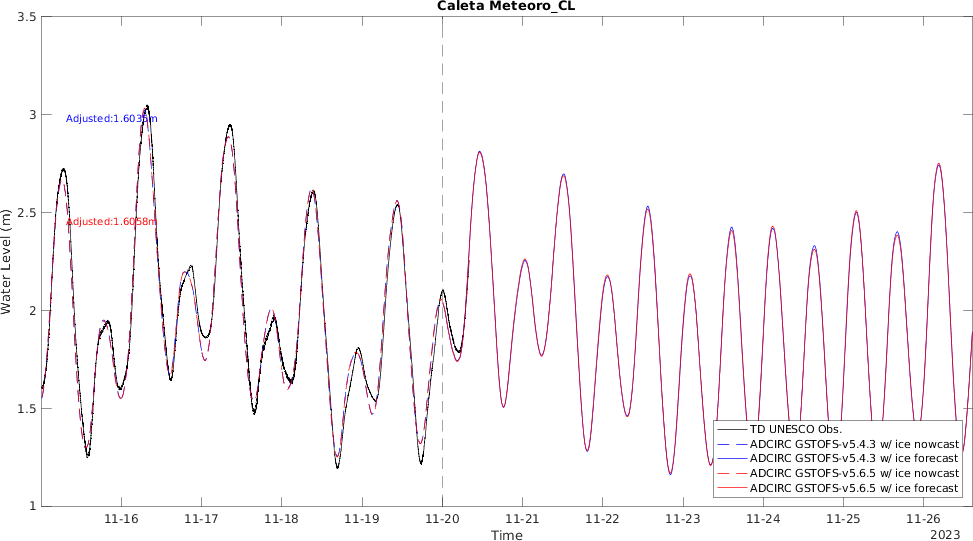 Caleta Meteoro_CL
3.5
3
2.5
2
1.5
1
Water Level (m)
Adjusted:1.6035m
Adjusted:1.6058m
TD UNESCO Obs.
ADCIRC GSTOFS-v5.4.3 w/ ice nowcast
ADCIRC GSTOFS-v5.4.3 w/ ice forecast
ADCIRC GSTOFS-v5.6.5 w/ ice nowcast
ADCIRC GSTOFS-v5.6.5 w/ ice forecast
11-16 11-17 11-18 11-19 11-20 11-21 11-22 11-23 11-24 11-25 11-26
Time 2023